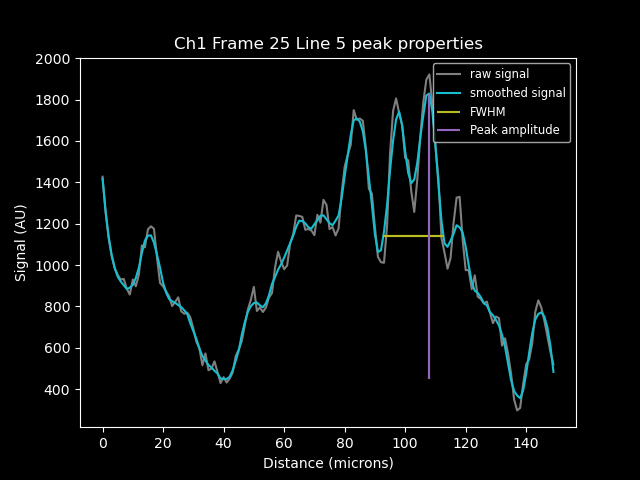 Ch1 Frame 25 Line 5 peak properties
raw signal
smoothed signal
FWHM
Peak amplitude
Signal (AU)
2000
1800
1600
1400
1200
1000
800
600
400
0 20 40 60 80 100 120 140
Distance (microns)